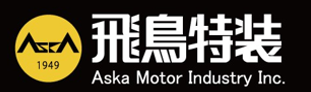 AsKA
1949
飛鳥特装
Aska Motor Industry Inc.